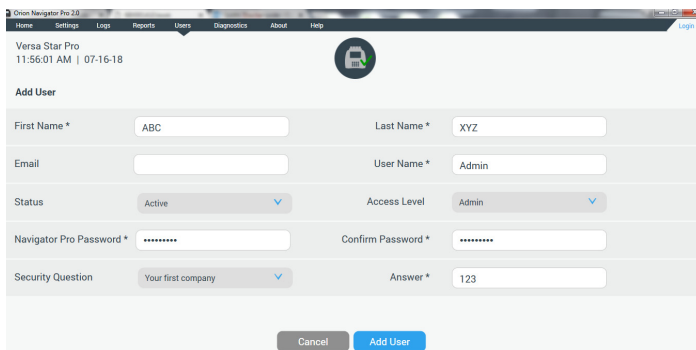 Orion Navigator Pro 2.0
Home Settings Logs Reports Users Diagnostics About Help Login
Versa Star Pro
11:56:01 AM | 07-16-18
Add User
First Name * ABC Last Name * XYZ
Email User Name * Admin
Status Active Access Level Admin
Navigator Pro Password * ••••••••• Confirm Password * •••••••••
Security Question Your first company Answer * 123
Cancel Add User